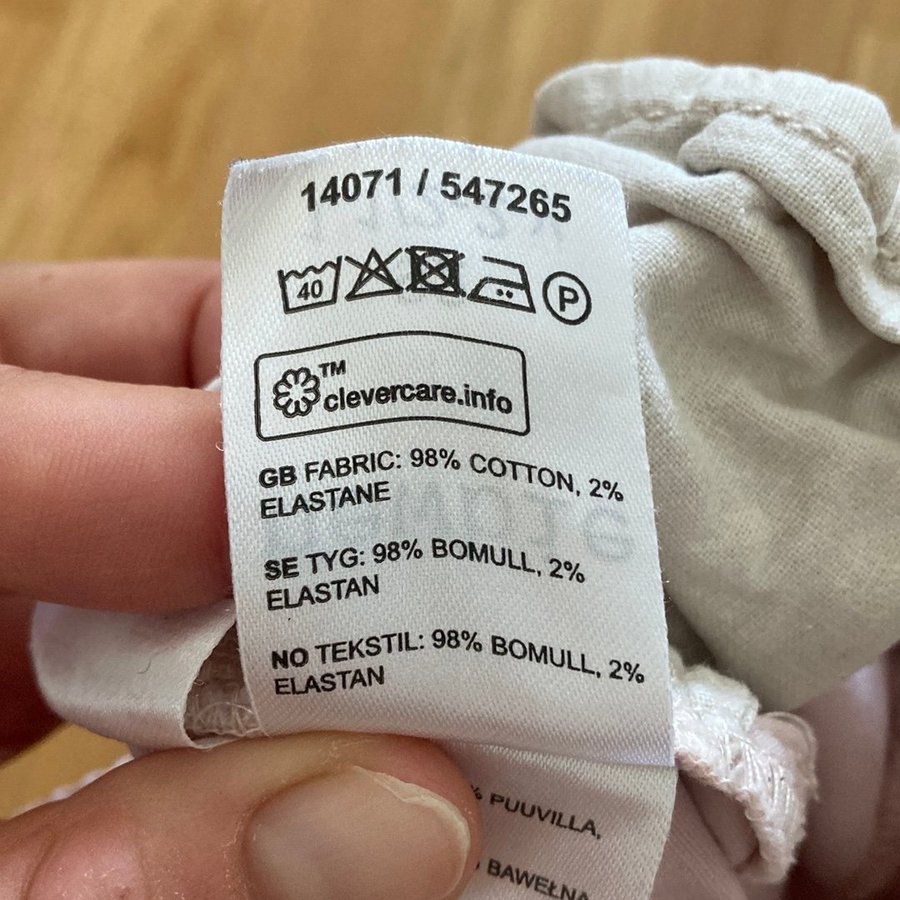 14071 / 547265
40 P
TM
clevercare.info
GB FABRIC: 98% COTTON, 2%
ELASTANE
SE TYG: 98% BOMULL, 2%
ELASTAN
NO TEKSTIL: 98% BOMULL, 2%
ELASTAN
% PUUVILLA,
BAWEŁNA